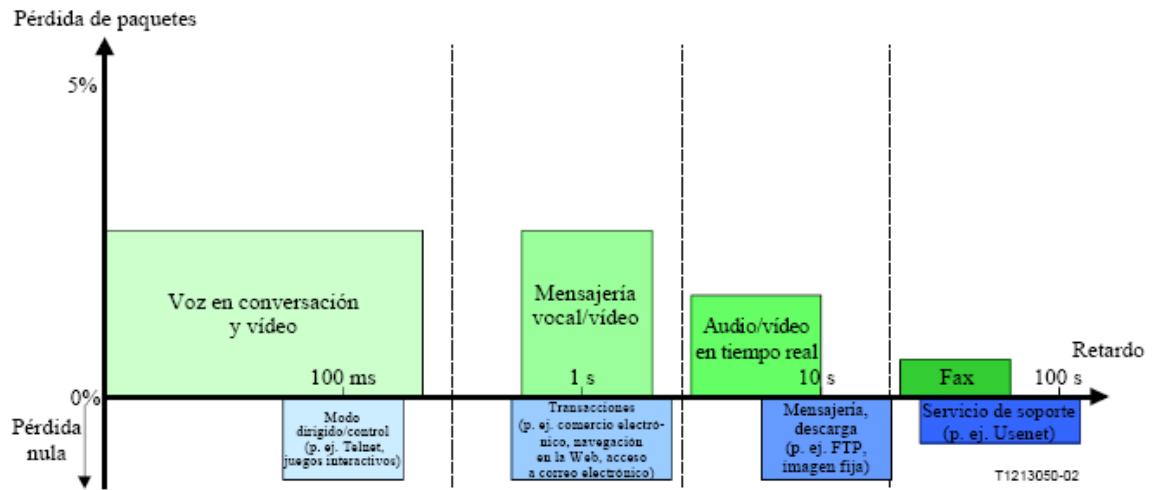 Pérdida de paquetes
5%
Voz en conversación
y vídeo
Mensajería
vocal/vídeo
Audio/vídeo
en tiempo real
Fax
Retardo
100 ms
1 s
10 s
100 s
0%
Pérdida
nula
Modo
dirigido/control
(p. ej. Telnet,
juegos interactivos)
Transacciones
(p. ej. comercio electró-
nico, navegación
en la Web, acceso
a correo electrónico)
Mensajería,
descarga
(p. ej. FTP,
imagen fija)
Servicio de soporte
(p. ej. Usenet)
T1213050-02